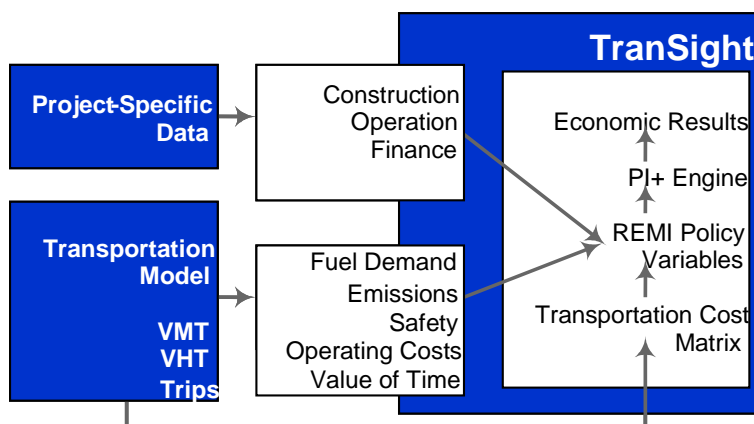 TranSight
Project-Specific
Data
Construction
Operation
Finance
Economic Results
PI+ Engine
REMI Policy
Variables
Transportation Cost
Matrix
Transportation
Model
VMT
VHT
Trips
Fuel Demand
Emissions
Safety
Operating Costs
Value of Time